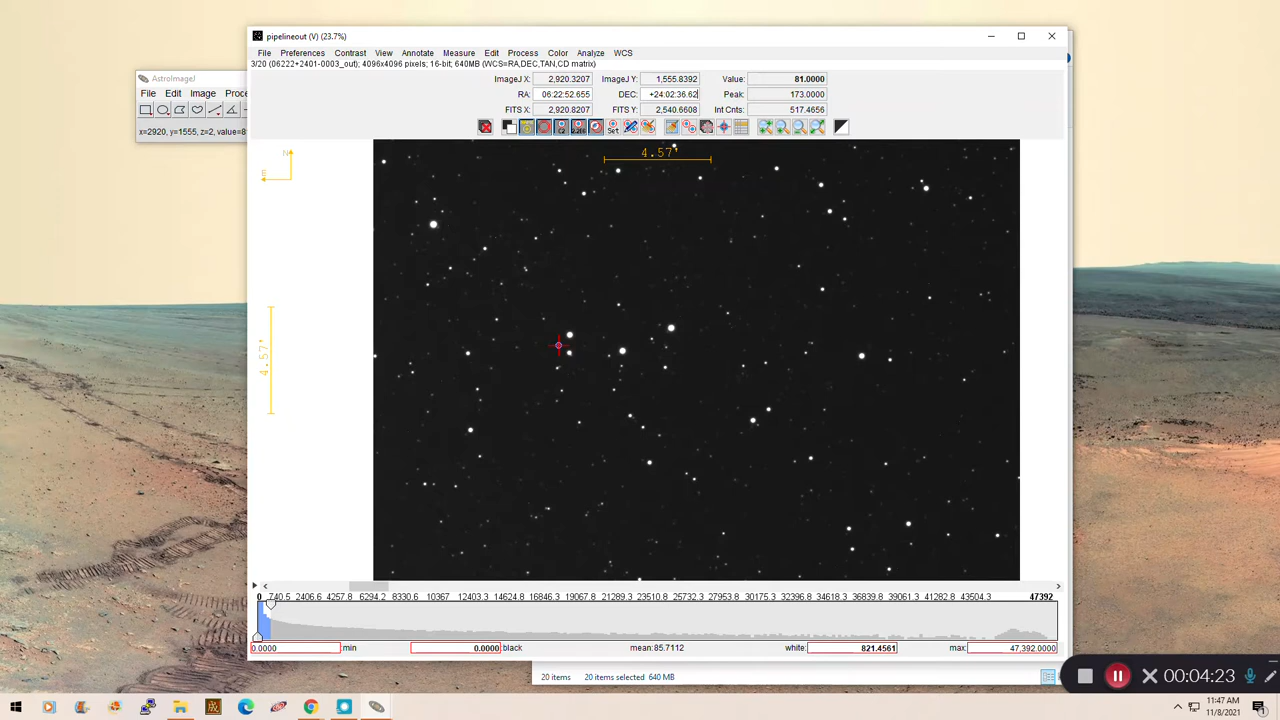 pipelineout (V) (23.7%)
File Preferences Contrast View Annotate Measure Edit Process Color Analyze WCS
3/20 (06222+2401-0003_out); 4096x4096 pixels; 16-bit; 640MB (WCS=RA,DEC,TAN,CD matrix)
AstroImageJ
File Edit Image Proce
x=2920, y=1555, z=2, value=8
ImageJ X: 2,920.3207 ImageJ Y: 1,555.8392 Value: 81.0000
RA: 06:22:52.655 DEC: +24:02:36.62 Peak: 173.0000
FITS X: 2,920.8207 FITS Y: 2,540.6608 Int Cnts: 517.4656
Set
4.57'
N
E
4.57'
0 740.5 2406.6 4257.8 6294.2 8330.6 10367 12403.3 14624.8 16846.3 19067.8 21289.3 23510.8 25732.3 27953.8 30175.3 32396.8 34618.3 36839.8 39061.3 41282.8 43504.3 47392
0.0000 min 0.0000 black mean:85.7112 white: 821.4561 max: 47,392.0000
20 items 20 items selected 640 MB
00:04:23
11:47 AM
11/8/2021
1